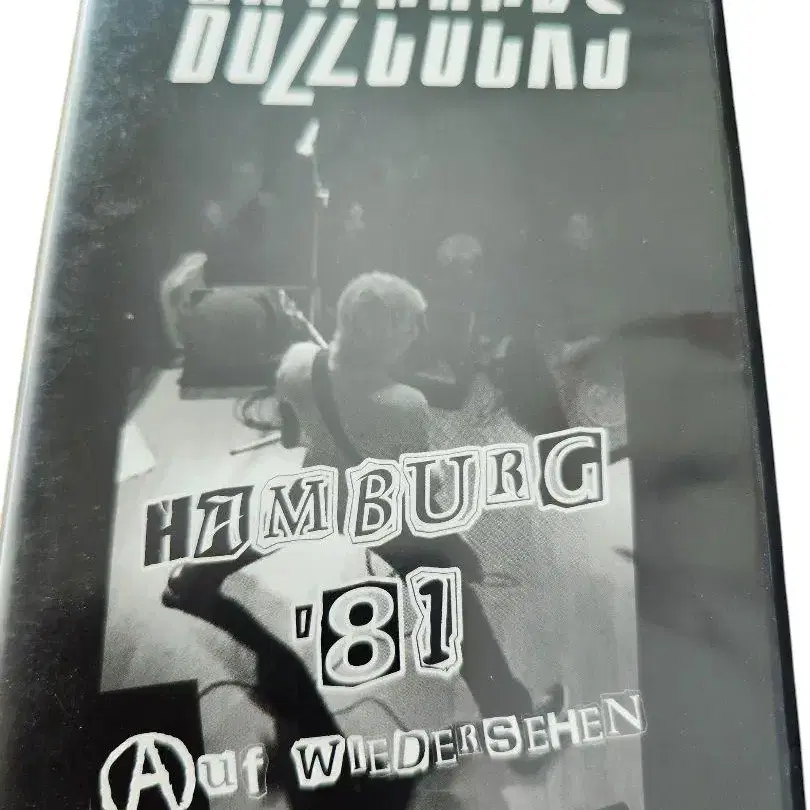 BUZZCOCKS
HAMBURG
'81
Auf WIEDERSEHEN